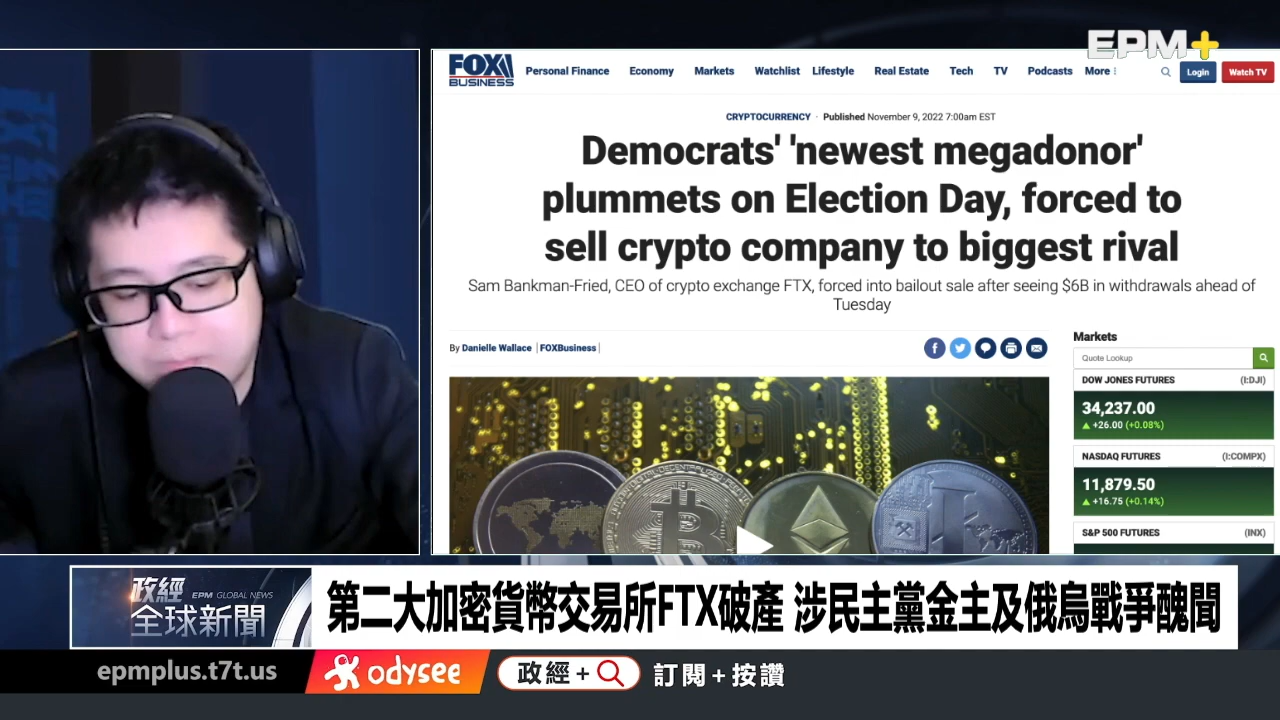 EPM+
FOX
BUSINESS
Personal Finance Economy Markets Watchlist Lifestyle Real Estate Tech TV Podcasts More
Login
Watch TV
CRYPTOCURRENCY · Published November 9, 2022 7:00am EST
Democrats' 'newest megadonor'
plummets on Election Day, forced to
sell crypto company to biggest rival
Sam Bankman-Fried, CEO of crypto exchange FTX, forced into bailout sale after seeing $6B in withdrawals ahead of
Tuesday
By Danielle Wallace | FOXBusiness |
Markets
Quote Lookup
DOW JONES FUTURES (I:DJI)
34,237.00
+26.00 (+0.08%)
NASDAQ FUTURES (I:COMPX)
11,879.50
+16.75 (+0.14%)
S&P 500 FUTURES (INX)
政經 EPM GLOBAL NEWS
全球新聞
第二大加密貨幣交易所FTX破產 涉民主黨金主及俄烏戰爭醜聞
epmplus.t7t.us
odysee
政經+
訂閱+按讚